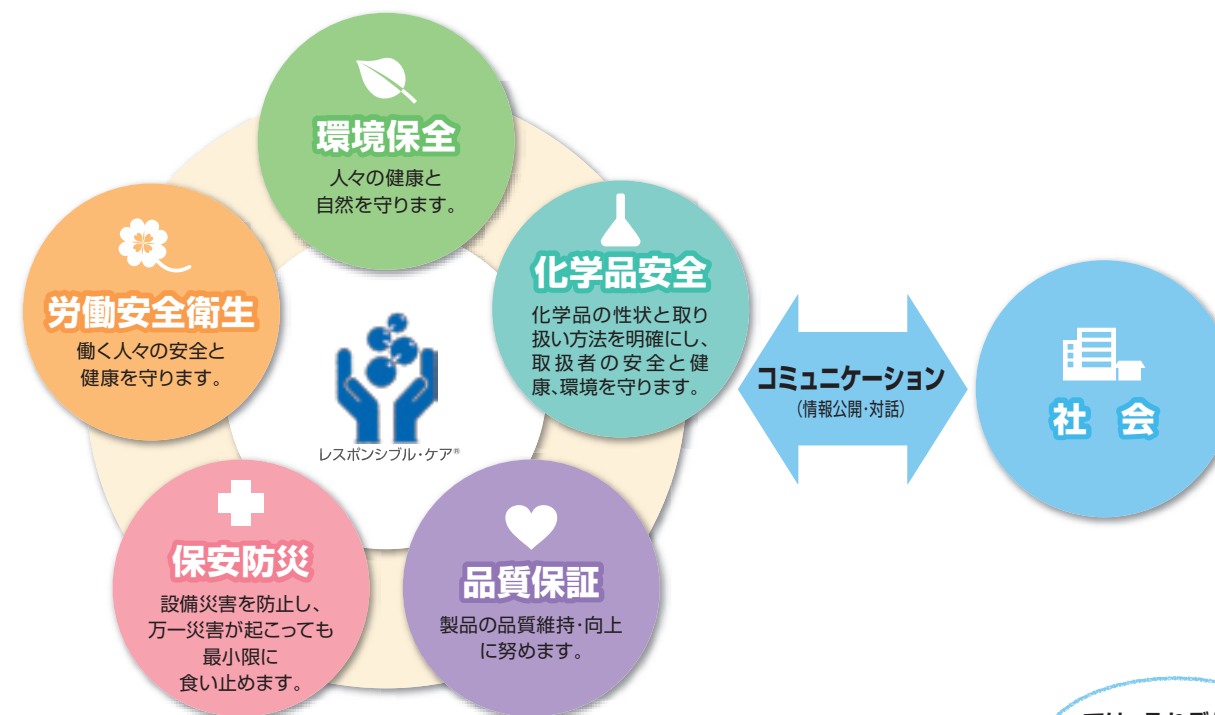 環境保全
人々の健康と
自然を守ります。
化学品安全
化学品の性状と取り
扱い方法を明確にし、
取扱者の安全と健
康、環境を守ります。
労働安全衛生
働く人々の安全と
健康を守ります。
レスポンシブル・ケア®
コミュニケーション
(情報公開・対話)
社 会
保安防災
設備災害を防止し、
万一災害が起こっても
最小限に
食い止めます。
品質保証
製品の品質維持・向上
に努めます。